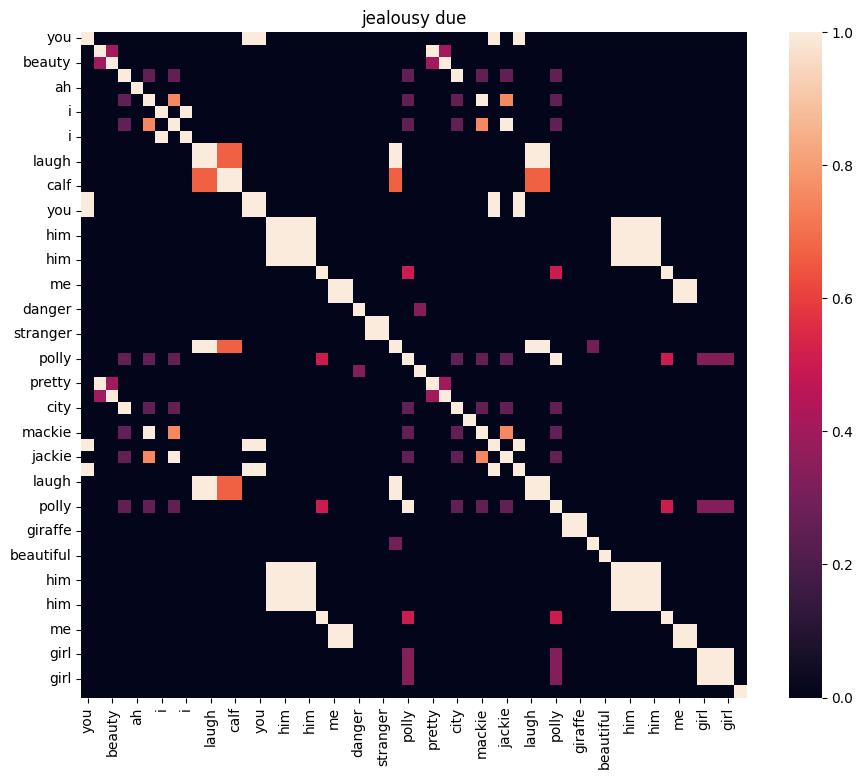 jealousy due
you
beauty
ah
i
i
laugh
calf
you
him
him
me
danger
stranger
polly
pretty
city
mackie
jackie
laugh
polly
giraffe
beautiful
him
him
me
girl
girl
you
beauty
ah
i
i
laugh
calf
you
him
him
me
danger
stranger
polly
pretty
city
mackie
jackie
laugh
polly
giraffe
beautiful
him
him
me
girl
girl
1.0
0.8
0.6
0.4
0.2
0.0